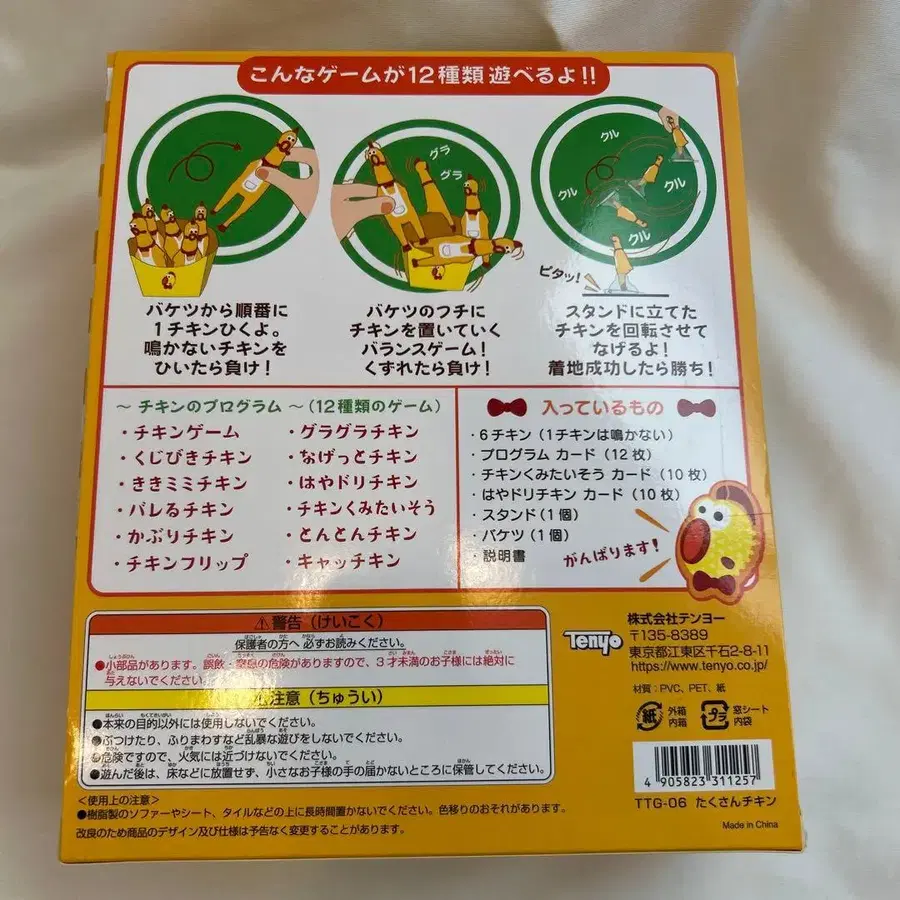 こんなゲームが12種類遊べるよ!!
グラ
グラ
クル
クル
クル
クル
ピタッ!
バケツから順番に
1チキンひくよ。
鳴かないチキンを
ひいたら負け!
バケツのフチに
チキンを置いていく
バランスゲーム!
くずれたら負け!
スタンドに立てた
チキンを回転させて
なげるよ!
着地成功したら勝ち!
～ チキンのプログラム ～(12種類のゲーム)
・チキンゲーム
・くじびきチキン
・ききミミチキン
・バレるチキン
・かぶりチキン
・チキンフリップ
・グラグラチキン
・なげっとチキン
・はやドリチキン
・チキンくみたいそう
・とんとんチキン
・キャッチキン
入っているもの
・6チキン(1チキンは鳴かない)
・プログラム カード(12枚)
・チキンくみたいそう カード(10枚)
・はやドリチキン カード(10枚)
・スタンド(1個)
・バケツ(1個)
・説明書
がんばります!
⚠警告(けいこく)
保護者の方へ 必ずお読みください。
●小部品があります。誤飲・窒息の危険がありますので、3才未満のお子様には絶対に
与えないでください。
注意(ちゅうい)
●本来の目的以外には使用しないでください。
●ぶつけたり、ふりまわすなど乱暴な遊びをしないでください。
●危険ですので、火気には近づけないでください。
●遊んだ後は、床などに放置せず、小さなお子様の手の届かないところに保管してください。
<使用上の注意>
●樹脂製のソファーやシート、タイルなどの上に長時間置かないでください。色移りのおそれがあります。
改良のため商品のデザイン及び仕様は予告なく変更することがあります。
Tenyo
株式会社テンヨー
〒135-8389
東京都江東区千石2-8-11
https://www.tenyo.co.jp/
材質:PVC、PET、紙
紙
外箱
内箱
プラ
窓シート
内袋
4 905823 311257
TTG-06 たくさんチキン
Made in China